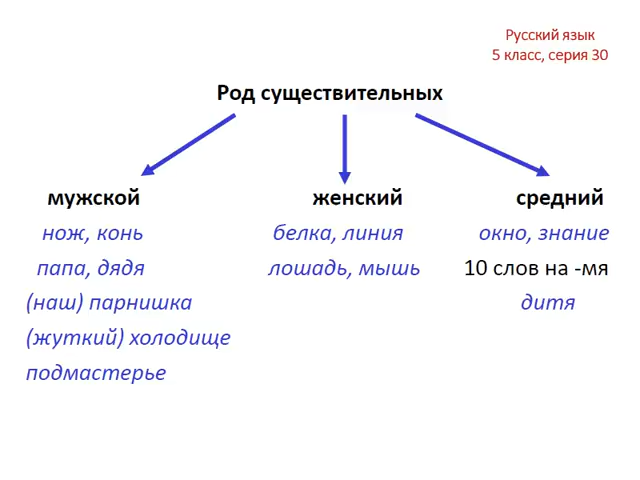 Русский язык
5 класс, серия 30
Род существительных
мужской
нож, конь
папа, дядя
(наш) парнишка
(жуткий) холодище
подмастерье
женский
белка, линия
лошадь, мышь
средний
окно, знание
10 слов на -мя
дитя